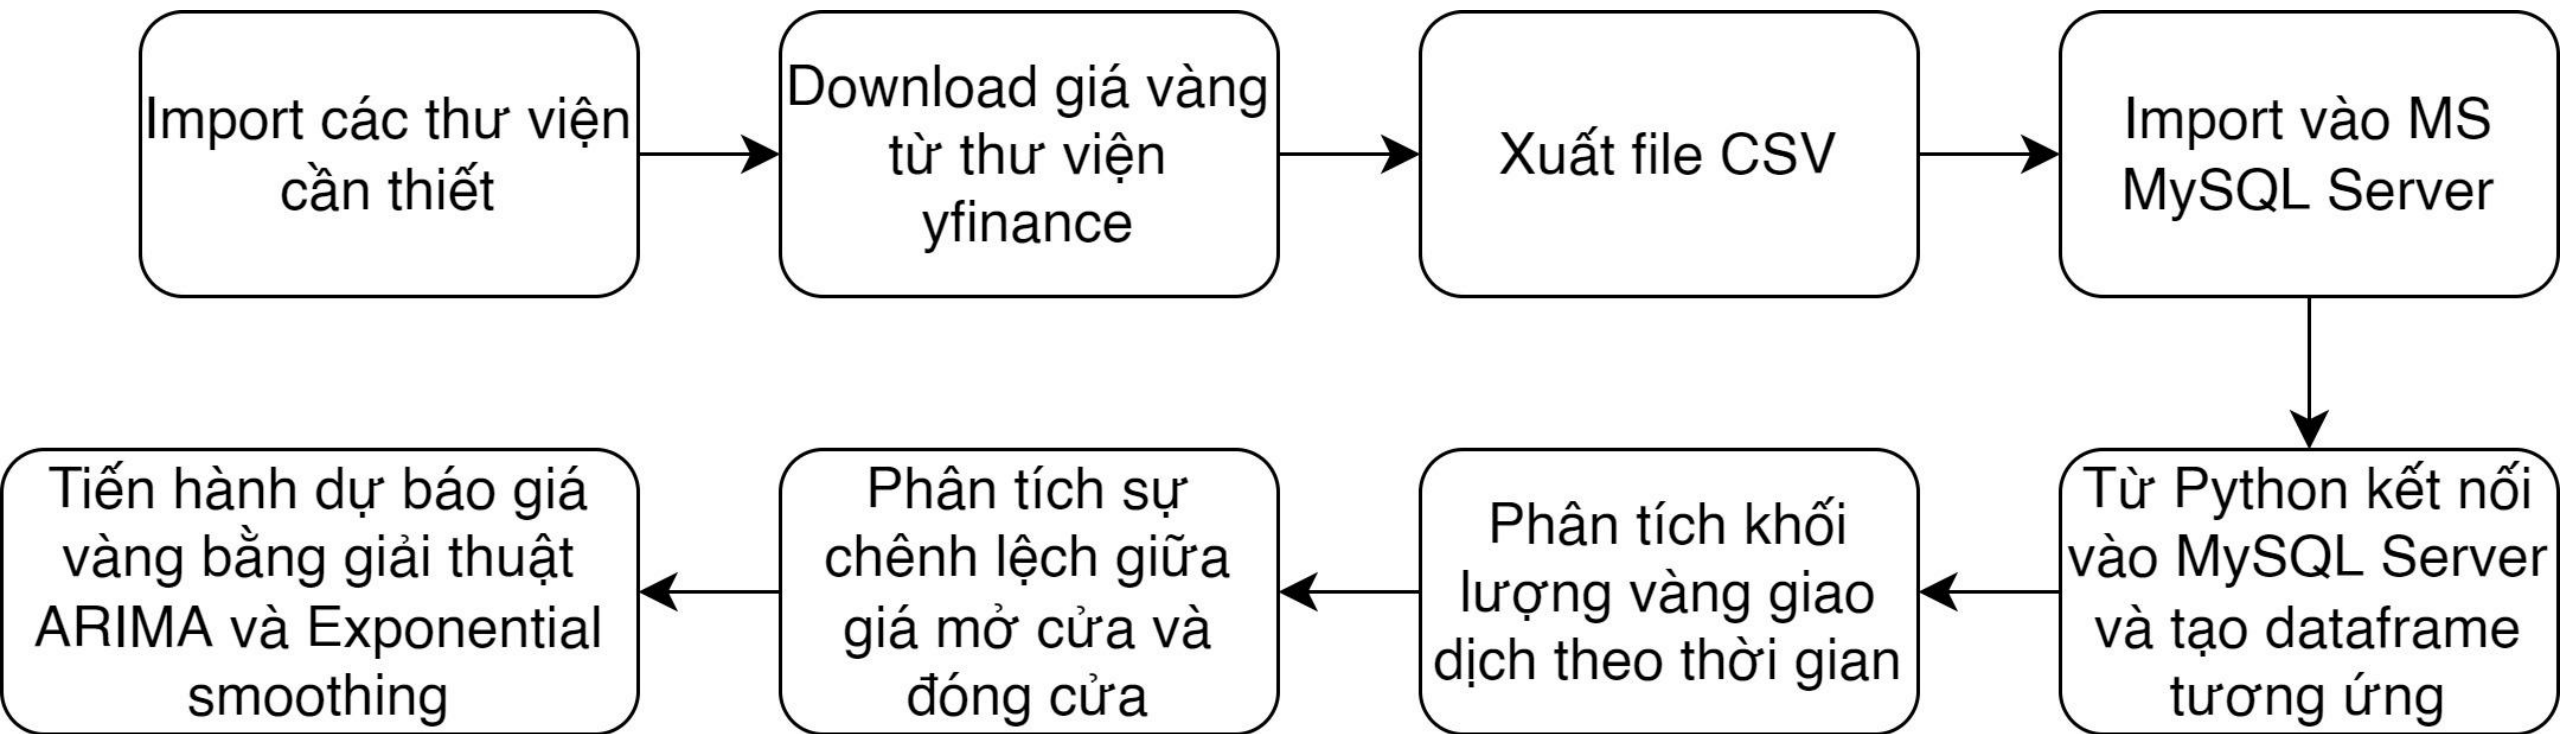 Import các thư viện
cần thiết
Download giá vàng
từ thư viện
yfinance
Xuất file CSV
Import vào MS
MySQL Server
Từ Python kết nối
vào MySQL Server
và tạo dataframe
tương ứng
Phân tích khối
lượng vàng giao
dịch theo thời gian
Phân tích sự
chênh lệch giữa
giá mở cửa và
đóng cửa
Tiến hành dự báo giá
vàng bằng giải thuật
ARIMA và Exponential
smoothing